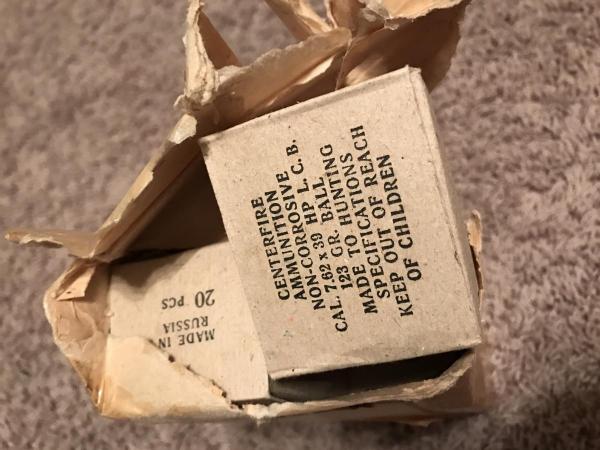 CENTERFIRE
AMMUNITION
NON-CORROSIVE
CAL. 7.62 x 39 HP L.C.B.
123 GR. BALL
MADE TO HUNTING
SPECIFICATIONS
KEEP OUT OF REACH
OF CHILDREN
20 PCS
MADE IN
RUSSIA